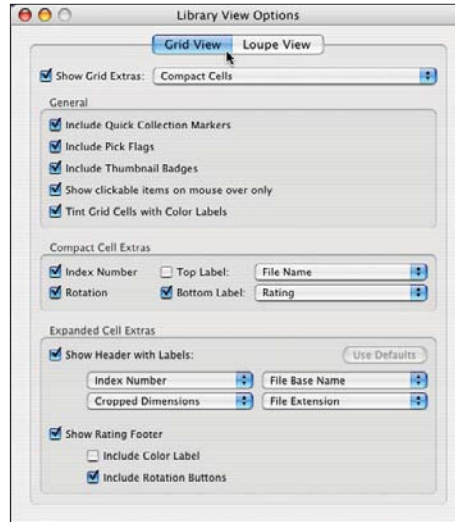 Library View Options
Grid View Loupe View
Show Grid Extras: Compact Cells
General
Include Quick Collection Markers
Include Pick Flags
Include Thumbnail Badges
Show clickable items on mouse over only
Tint Grid Cells with Color Labels
Compact Cell Extras
Index Number Top Label: File Name
Rotation Bottom Label: Rating
Expanded Cell Extras
Show Header with Labels: Use Defaults
Index Number File Base Name
Cropped Dimensions File Extension
Show Rating Footer
Include Color Label
Include Rotation Buttons